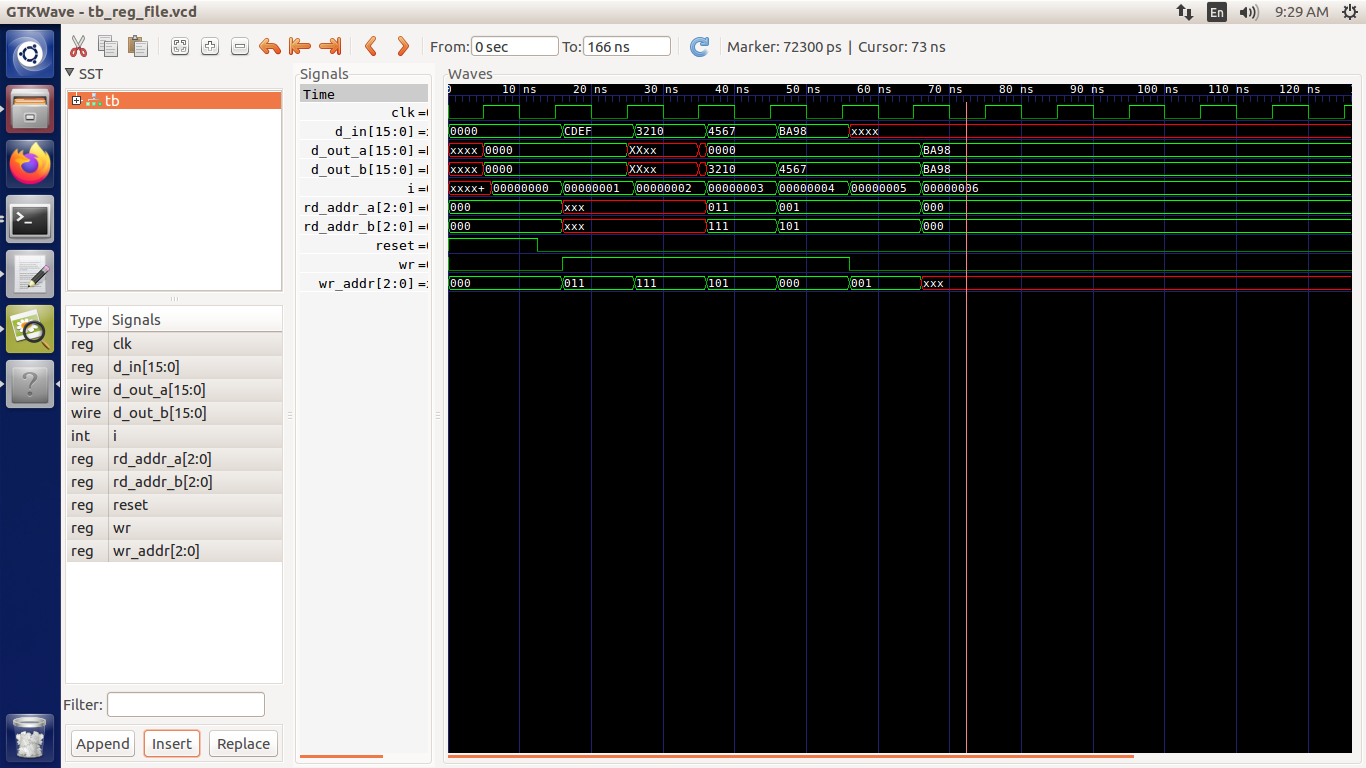 GTKWave - tb_reg_file.vcd
En
9:29 AM
From: 0 sec To: 166 ns Marker: 72300 ps | Cursor: 73 ns
SST
tb
Type Signals
reg clk
reg d_in[15:0]
wire d_out_a[15:0]
wire d_out_b[15:0]
int i
reg rd_addr_a[2:0]
reg rd_addr_b[2:0]
reg reset
reg wr
reg wr_addr[2:0]
Filter:
Append Insert Replace
Signals
Time
clk =
d_in[15:0] =
d_out_a[15:0] =
d_out_b[15:0] =
i =
rd_addr_a[2:0] =
rd_addr_b[2:0] =
reset =
wr =
wr_addr[2:0] =
Waves
0 10 ns 20 ns 30 ns 40 ns 50 ns 60 ns 70 ns 80 ns 90 ns 100 ns 110 ns 120 ns
0000 CDEF 3210 4567 BA98 xxxx
xxxx 0000 XXxx 0000 BA98
xxxx 0000 XXxx 3210 4567 BA98
xxxx+ 00000000 00000001 00000002 00000003 00000004 00000005 00000006
000 xxx 011 001 000
000 xxx 111 101 000
000 011 111 101 000 001 xxx